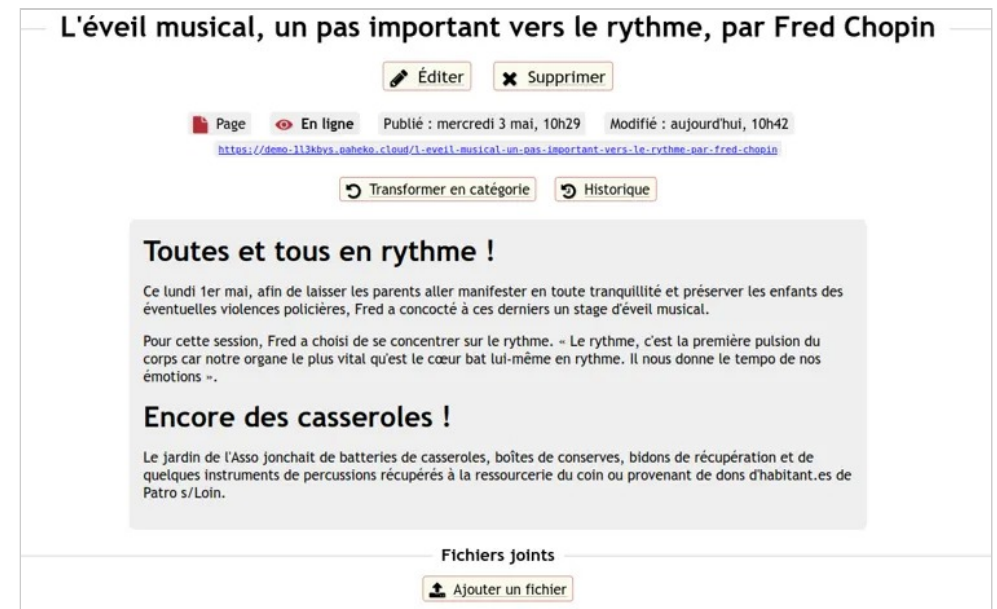 L'éveil musical, un pas important vers le rythme, par Fred Chopin
Éditer
Supprimer
Page
En ligne
Publié : mercredi 3 mai, 10h29
Modifié : aujourd'hui, 10h42
https://demo-1l3kbys.paheko.cloud/l-eveil-musical-un-pas-important-vers-le-rythme-par-fred-chopin
Transformer en catégorie
Historique
Toutes et tous en rythme !
Ce lundi 1er mai, afin de laisser les parents aller manifester en toute tranquillité et préserver les enfants des
éventuelles violences policières, Fred a concocté à ces derniers un stage d'éveil musical.
Pour cette session, Fred a choisi de se concentrer sur le rythme. « Le rythme, c'est la première pulsion du
corps car notre organe le plus vital qu'est le cœur bat lui-même en rythme. Il nous donne le tempo de nos
émotions ».
Encore des casseroles !
Le jardin de l'Asso jonchait de batteries de casseroles, boîtes de conserves, bidons de récupération et de
quelques instruments de percussions récupérés à la ressourcerie du coin ou provenant de dons d'habitant.es de
Patro s/Loin.
Fichiers joints
Ajouter un fichier